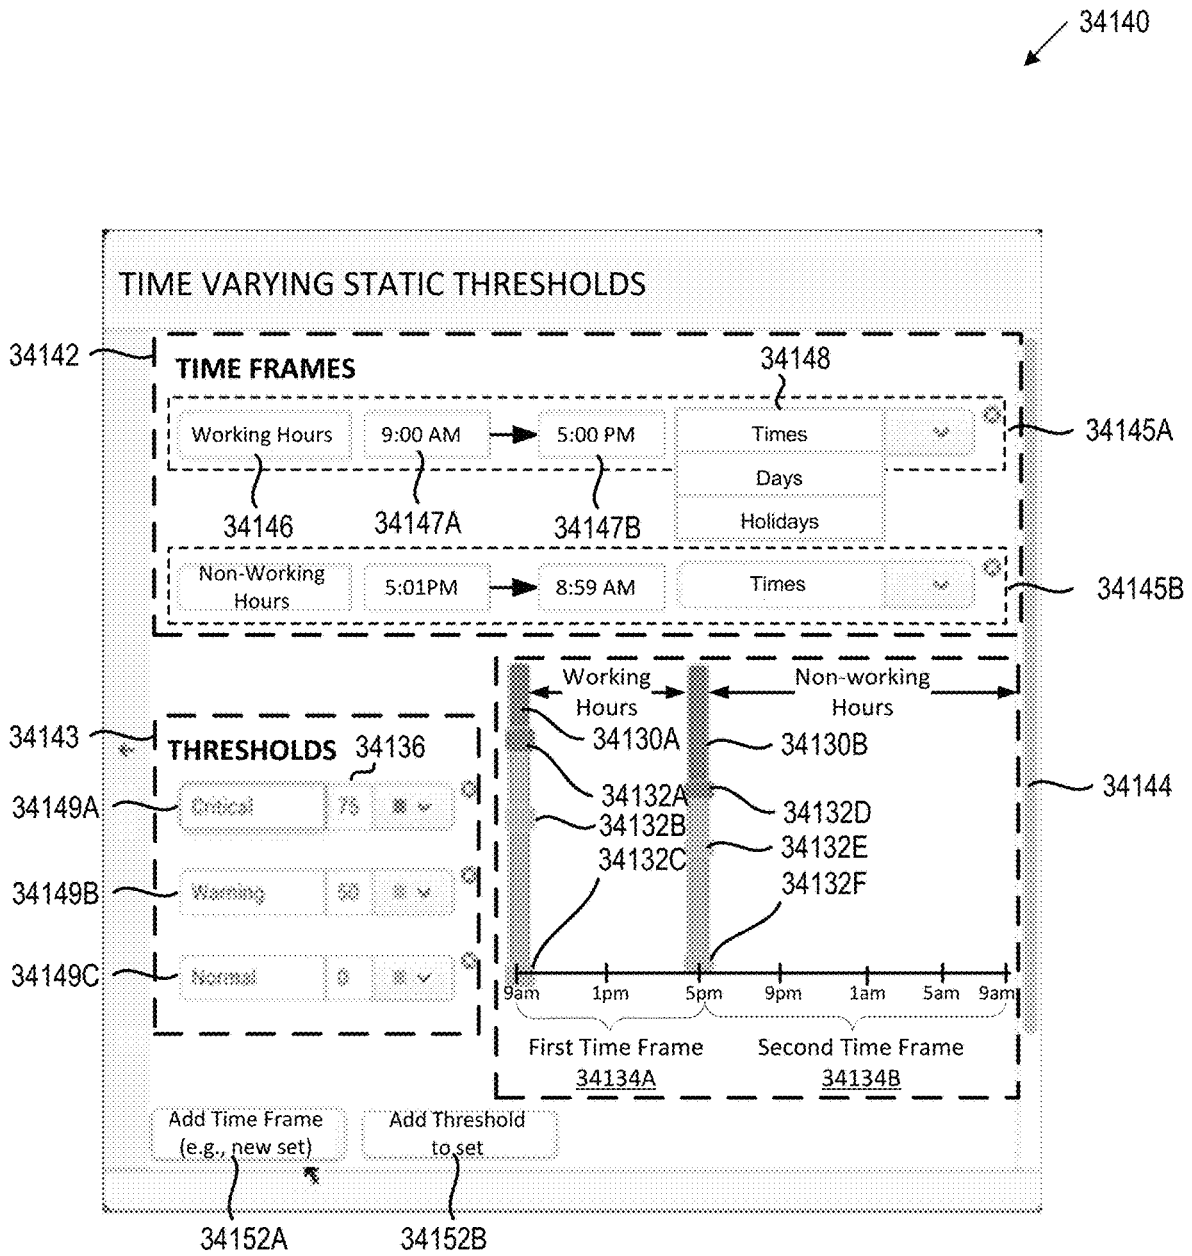 34140
TIME VARYING STATIC THRESHOLDS
34142
TIME FRAMES
34148
Working Hours
9:00 AM
5:00 PM
Times
34145A
Days
Holidays
34146
34147A
34147B
Non-Working
Hours
5:01PM
8:59 AM
Times
34145B
Working
Hours
Non-working
Hours
34143
THRESHOLDS
34136
34130A
34130B
34144
34149A
Critical
75
34132A
34132D
34132B
34132E
34132C
34132F
34149B
Warning
50
34149C
Normal
0
9am
1pm
5pm
9pm
1am
5am
9am
First Time Frame
34134A
Second Time Frame
34134B
Add Time Frame
(e.g., new set)
Add Threshold
to set
34152A
34152B